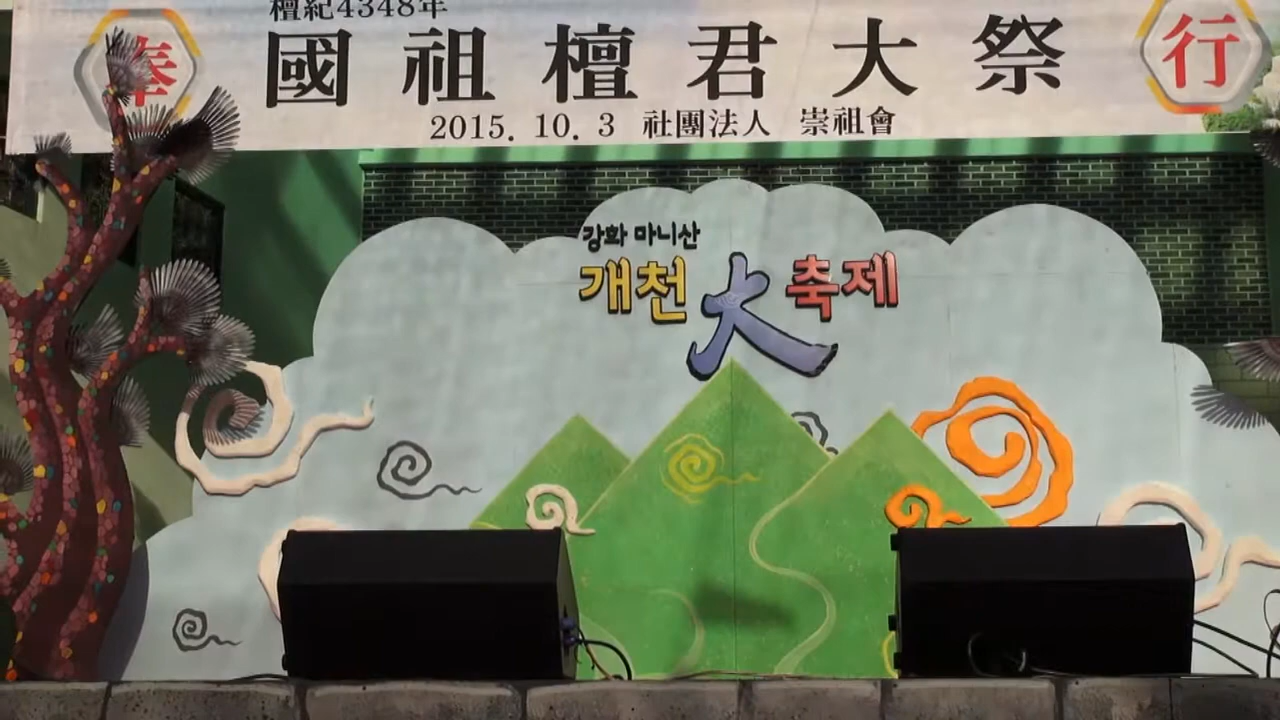 檀紀4348年
奉 國祖檀君大祭 行
2015. 10. 3 社團法人 崇祖會
강화 마니산
개천大축제